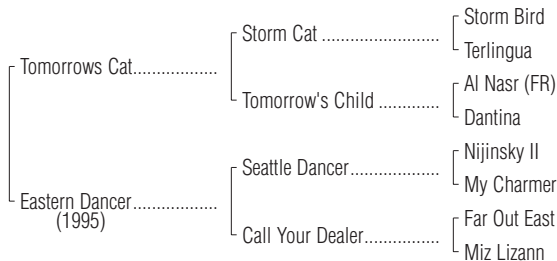 Storm Bird
Storm Cat ........................
Terlingua
Tomorrows Cat.................
Al Nasr (FR)
Tomorrow's Child .............
Dantina
Nijinsky II
Seattle Dancer..................
My Charmer
Eastern Dancer.................
(1995)
Far Out East
Call Your Dealer...............
Miz Lizann